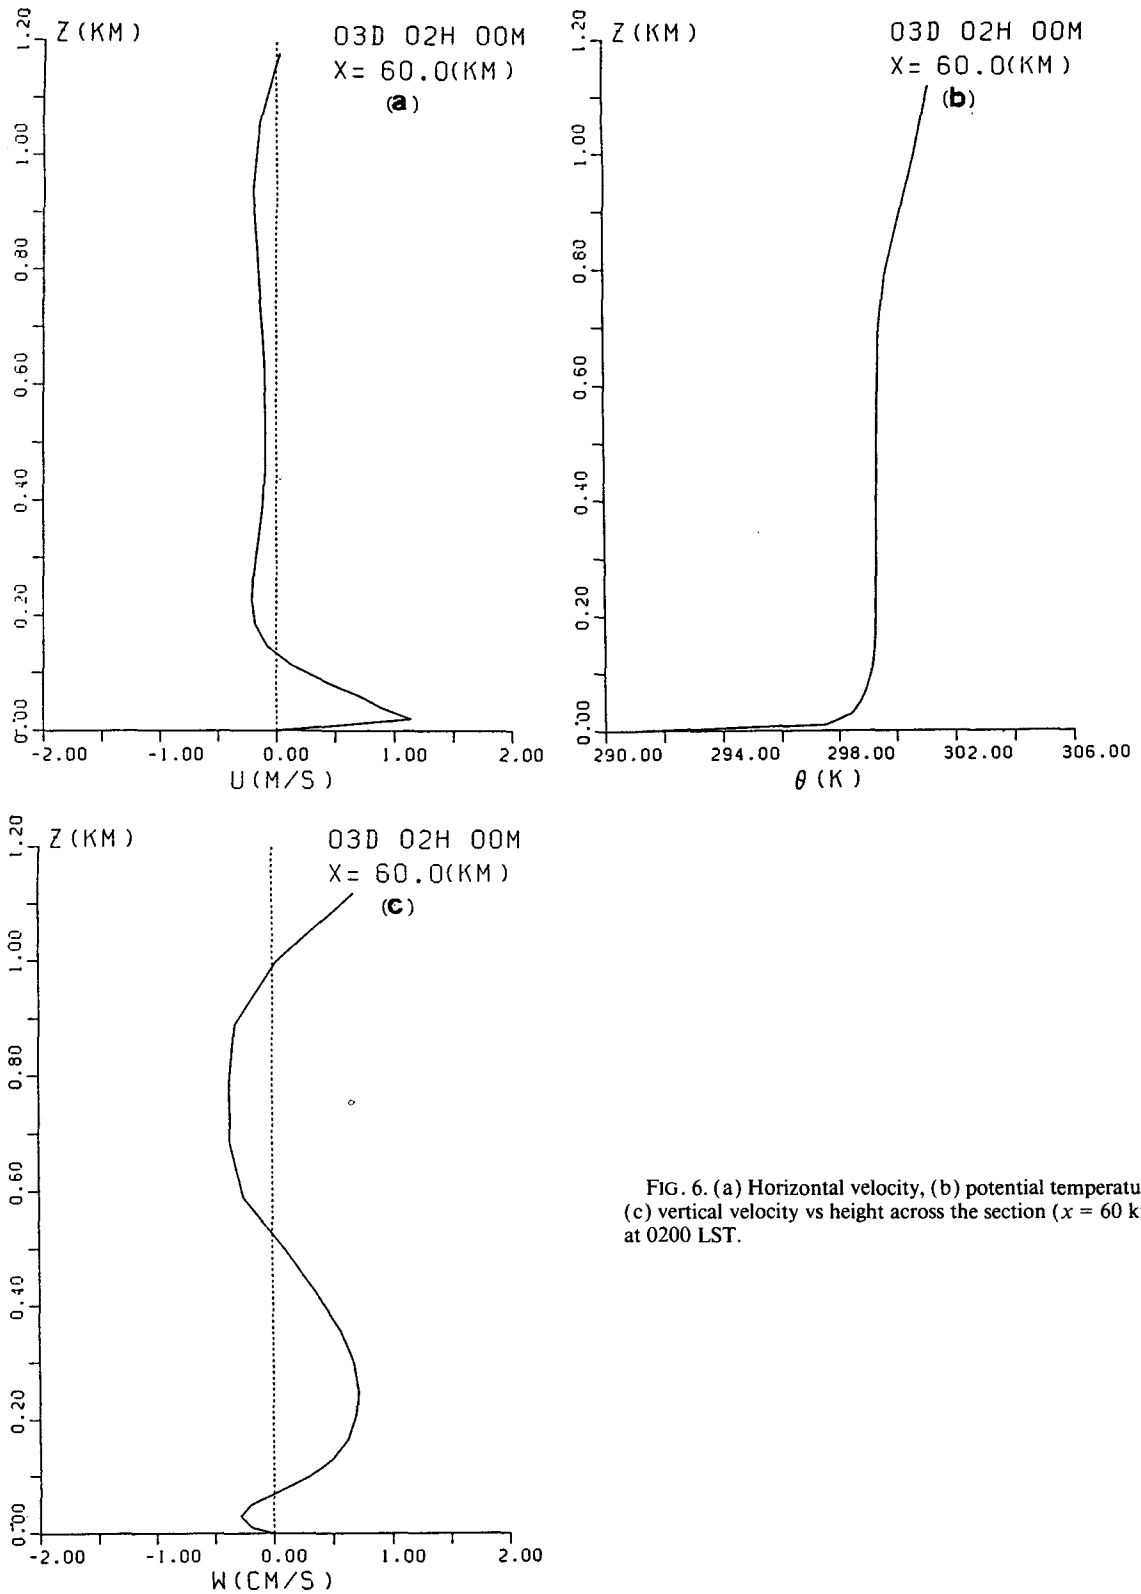 Z(KM)
03D 02H 00M
X= 60.0(KM)
(a)
1.20
1.00
0.80
0.60
0.40
0.20
0.00
-2.00 -1.00 0.00 1.00 2.00
U(M/S)
Z(KM)
03D 02H 00M
X= 60.0(KM)
(b)
1.20
1.00
0.80
0.60
0.40
0.20
0.00
290.00 294.00 298.00 302.00 306.00
θ(K)
Z(KM)
03D 02H 00M
X= 60.0(KM)
(c)
1.20
1.00
0.80
0.60
0.40
0.20
0.00
-2.00 -1.00 0.00 1.00 2.00
W(CM/S)
FIG. 6. (a) Horizontal velocity, (b) potential
(c) vertical velocity vs height across the section (x = 60
at 0200 LST.